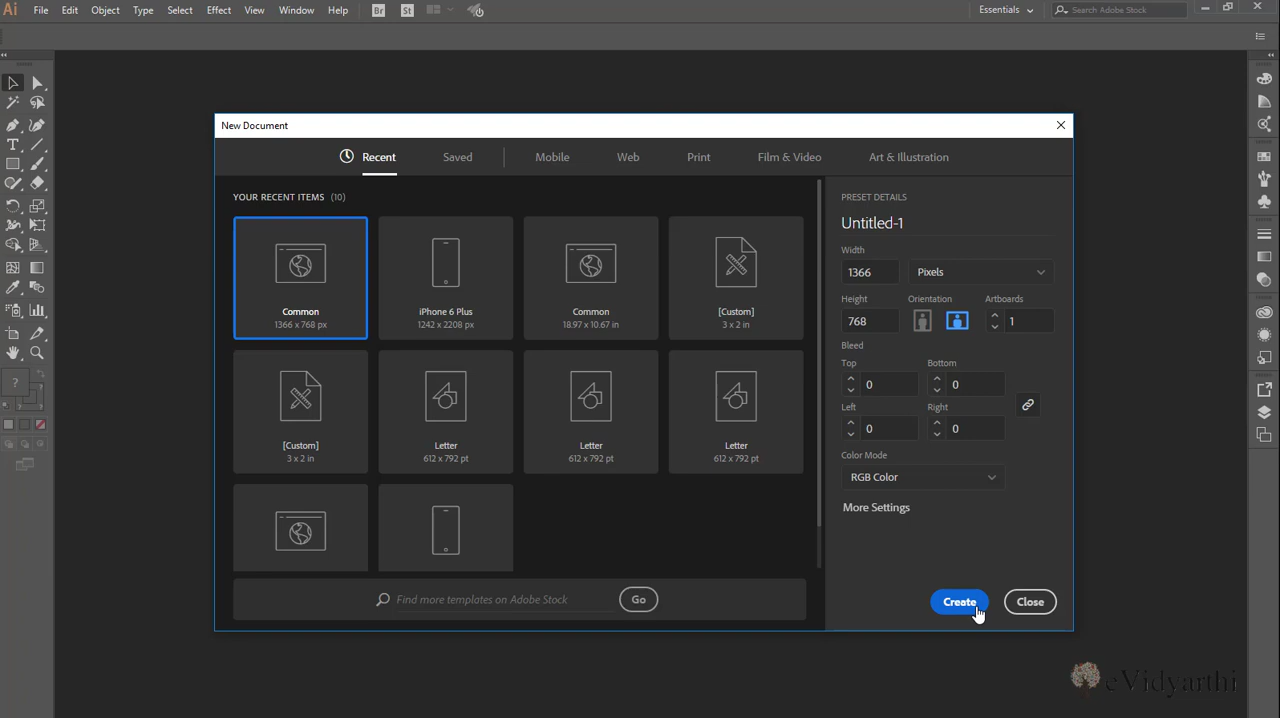 Ai File Edit Object Type Select Effect View Window Help Br St Essentials Search Adobe Stock
New Document
Recent Saved Mobile Web Print Film & Video Art & Illustration
YOUR RECENT ITEMS (10)
Common
1366 x 768 px
iPhone 6 Plus
1242 x 2208 px
Common
18.97 x 10.67 in
[Custom]
3 x 2 in
[Custom]
3 x 2 in
Letter
612 x 792 pt
Letter
612 x 792 pt
Letter
612 x 792 pt
Find more templates on Adobe Stock Go
PRESET DETAILS
Untitled-1
Width
1366 Pixels
Height Orientation Artboards
768 1
Bleed
Top Bottom
0 0
Left Right
0 0
Color Mode
RGB Color
More Settings
Create Close
?
eVidyarthi